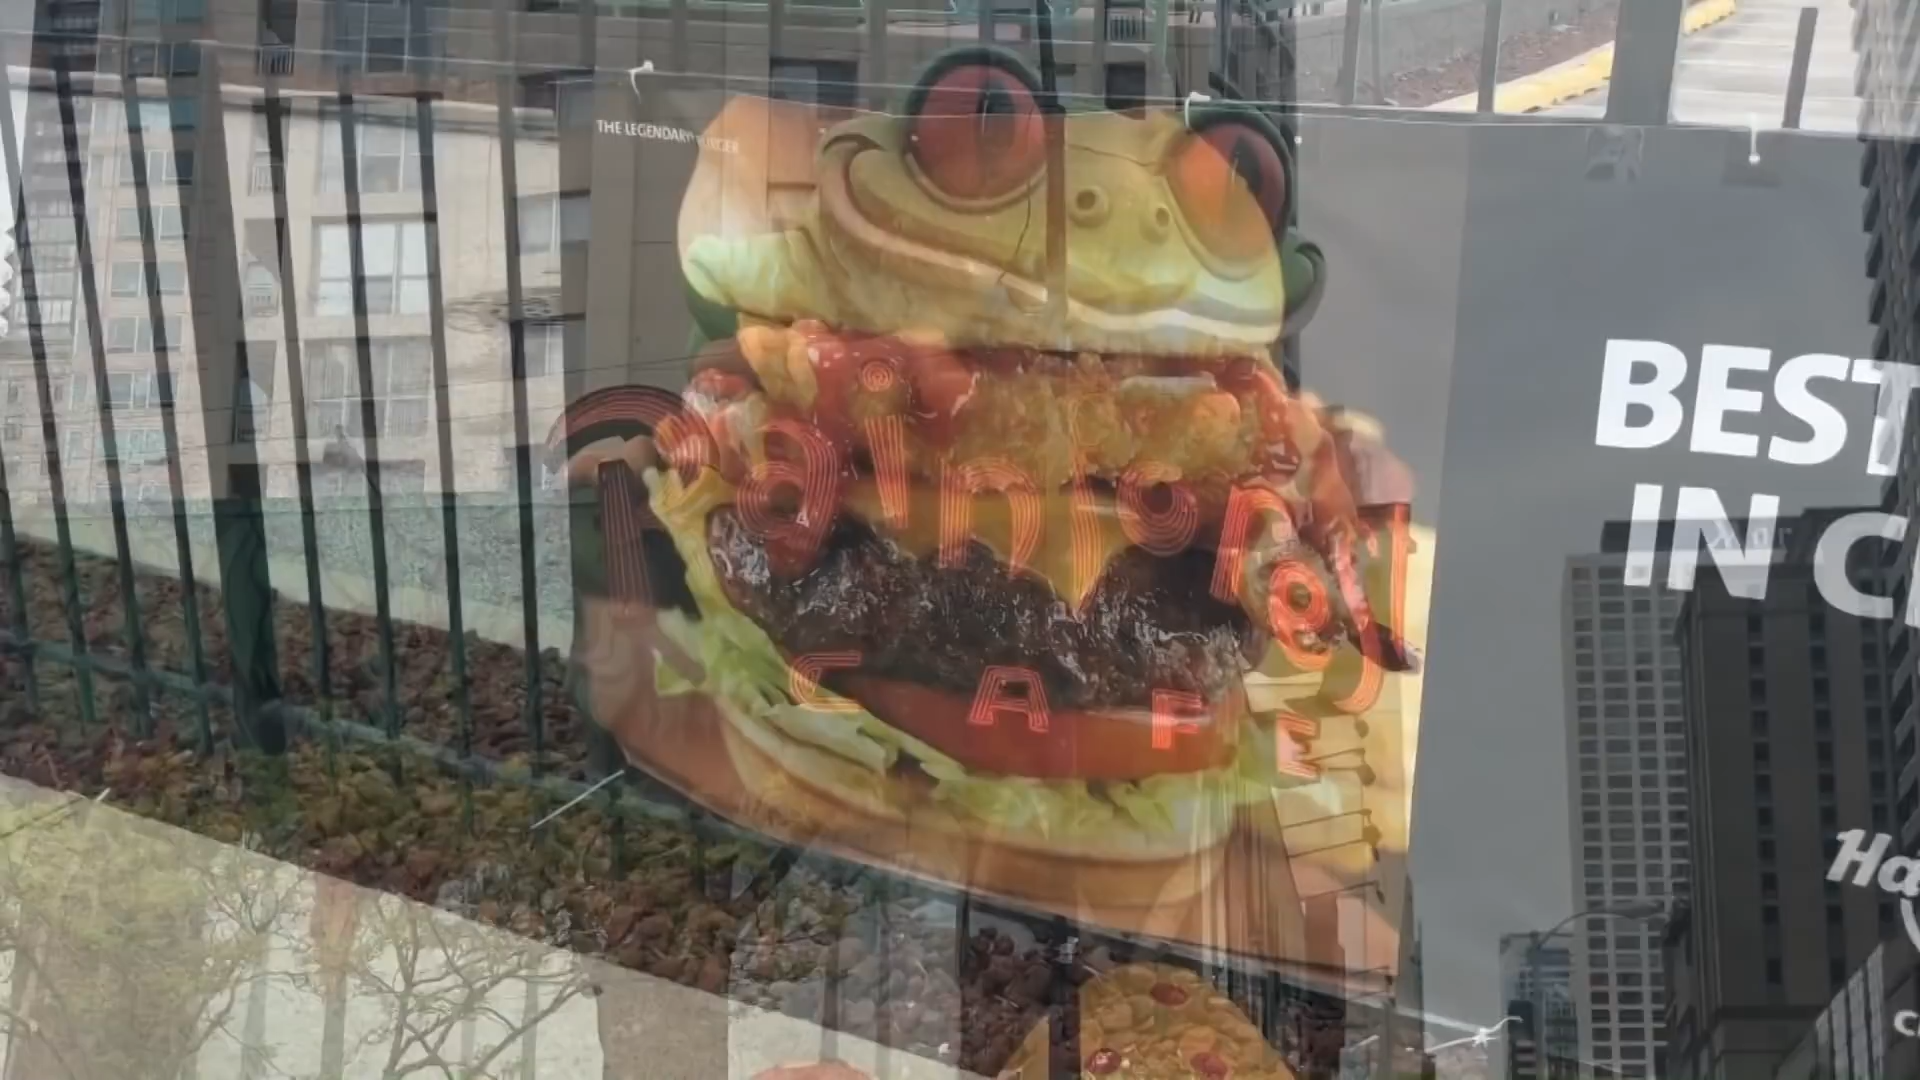 THE LEGENDARY® BURGER
BEST
IN C
Rainforest
CAFE
Ha
C